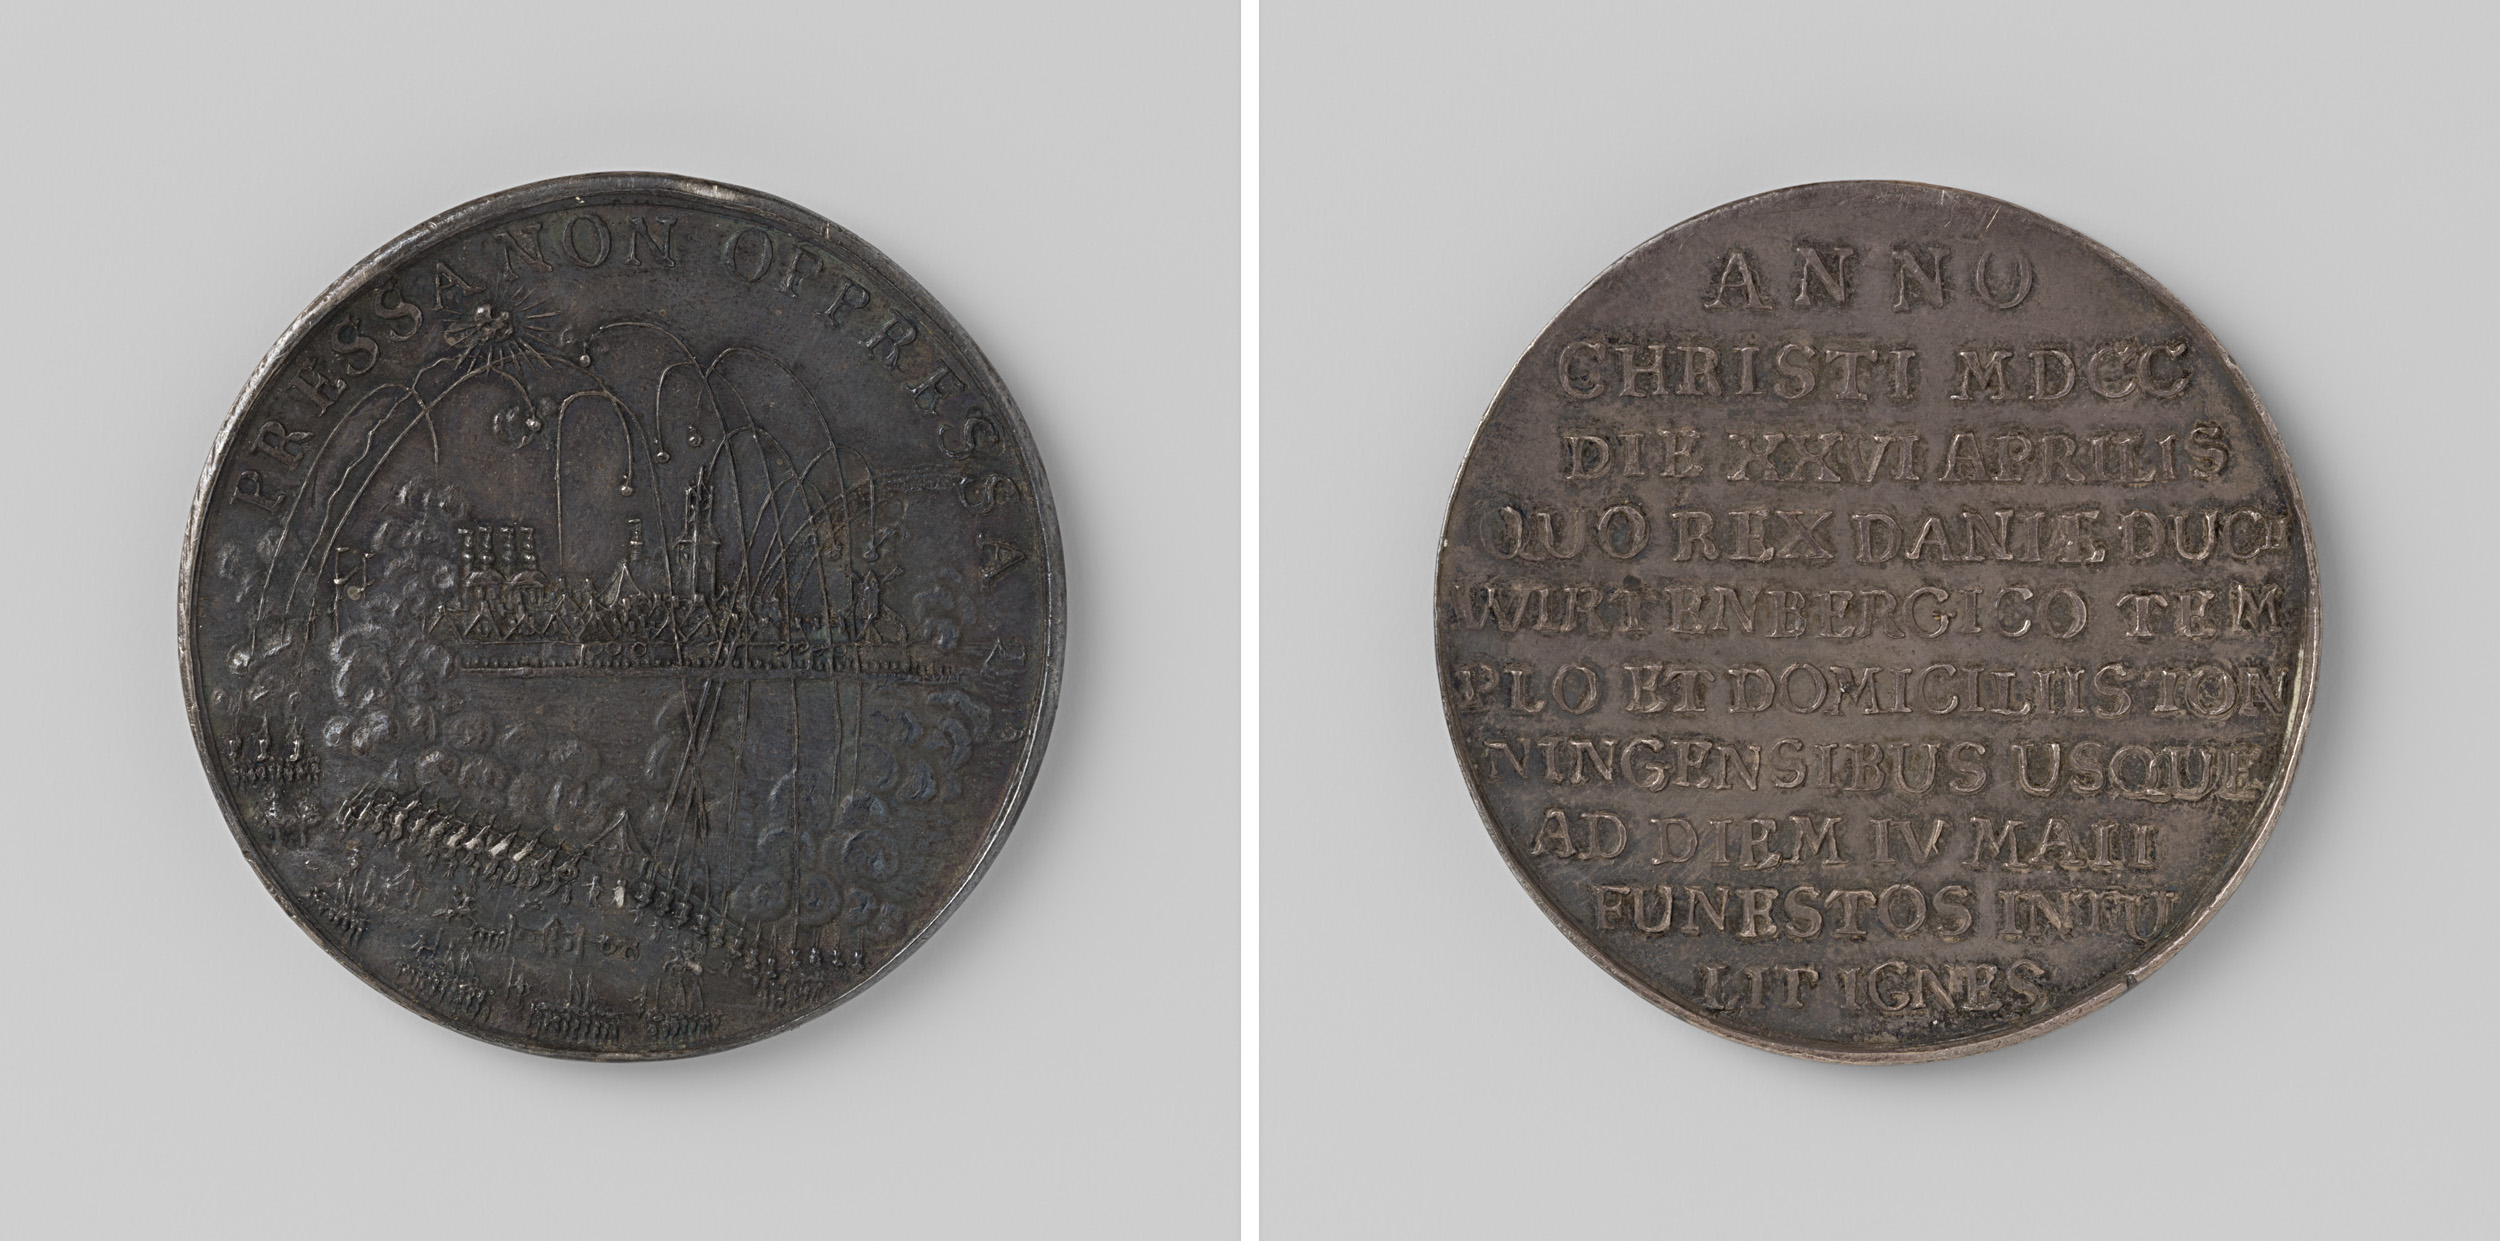 PRESSA NON OPPRESSA
ANNO
CHRISTI MDCC
DIE XXVI APRILIS
QUO REX DANIÆ DUCI
WIRTENBERGICO TEM
PLO ET DOMICILIIS TON
NINGENSIBUS USQUE
AD DIEM IV MAII
FUNESTOS INTU
LIT IGNES